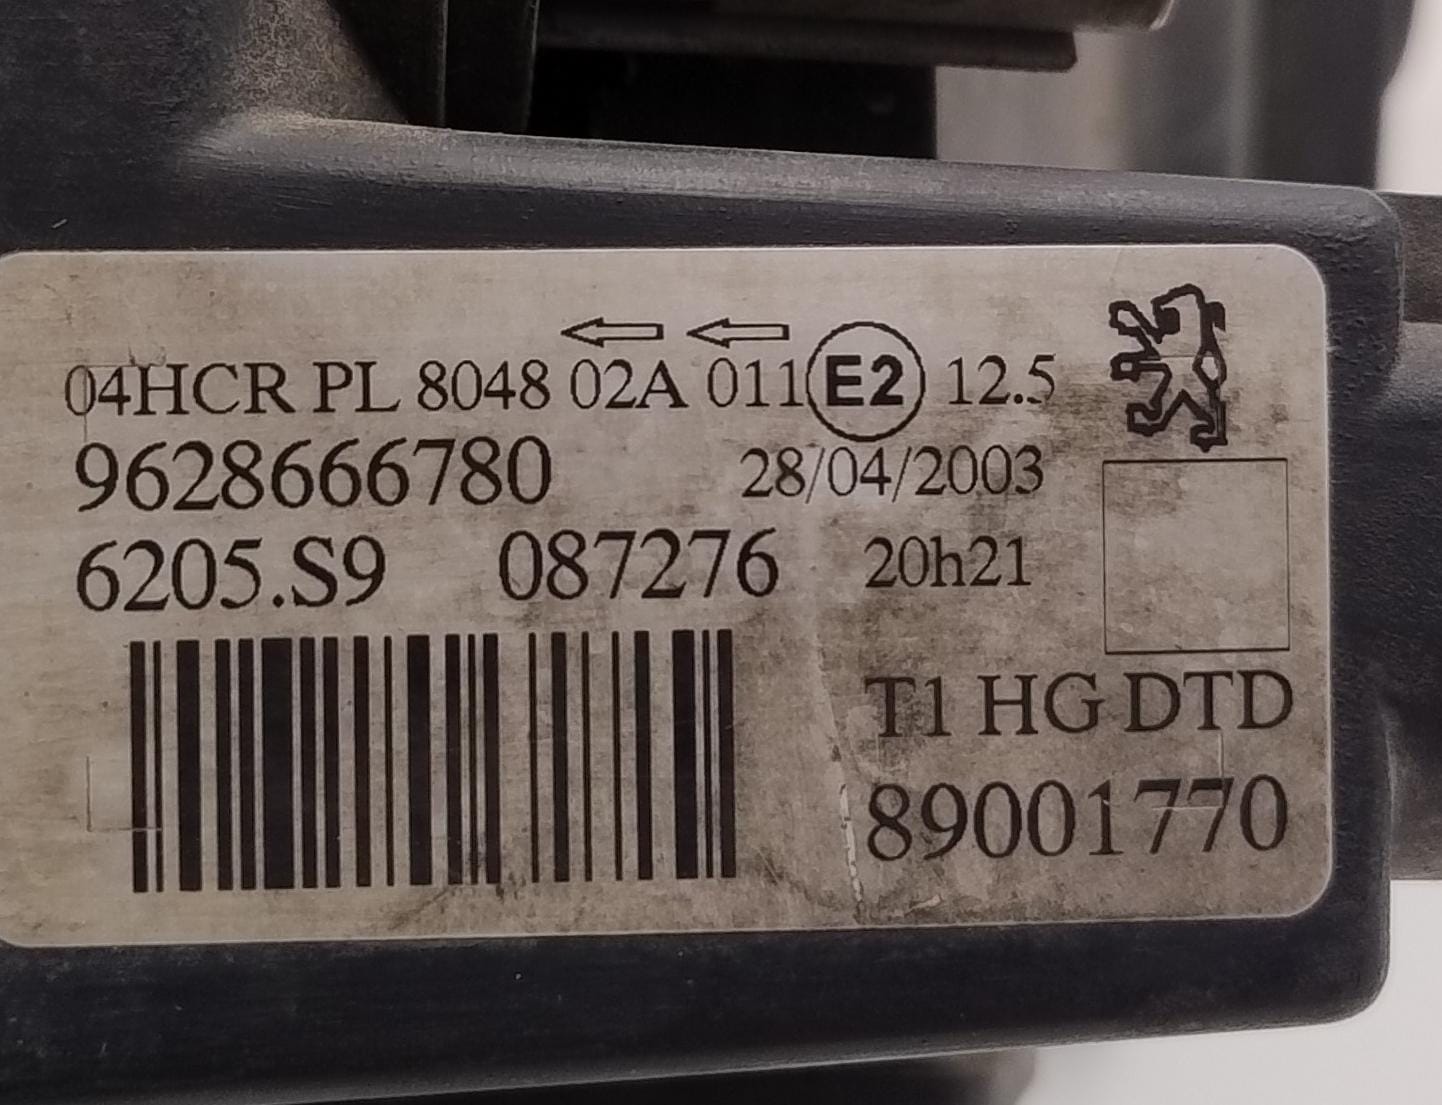 04HCR PL 8048 02A 011 E2 12.5
9628666780 28/04/2003
6205.S9 087276 20h21
T1 HG DTD
89001770